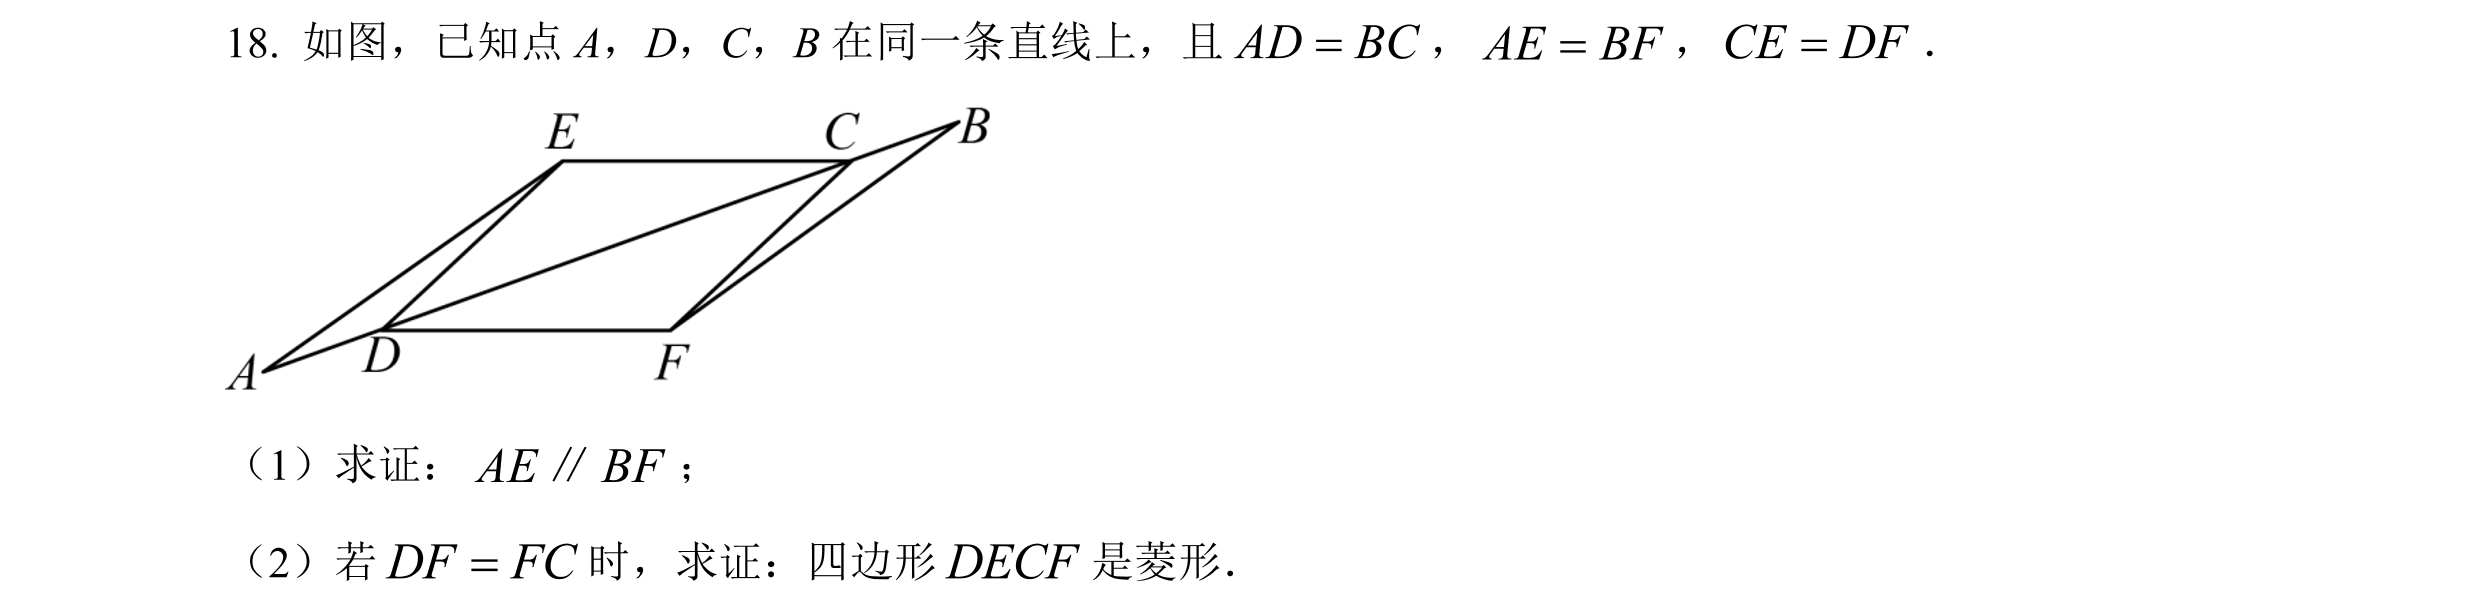 18. 如图，已知点 A，D，C，B 在同一条直线上，且 AD = BC，AE = BF，CE = DF．
E
C
B
A
D
F
（1）求证：AE // BF；
（2）若 DF = FC 时，求证：四边形 DECF 是菱形．